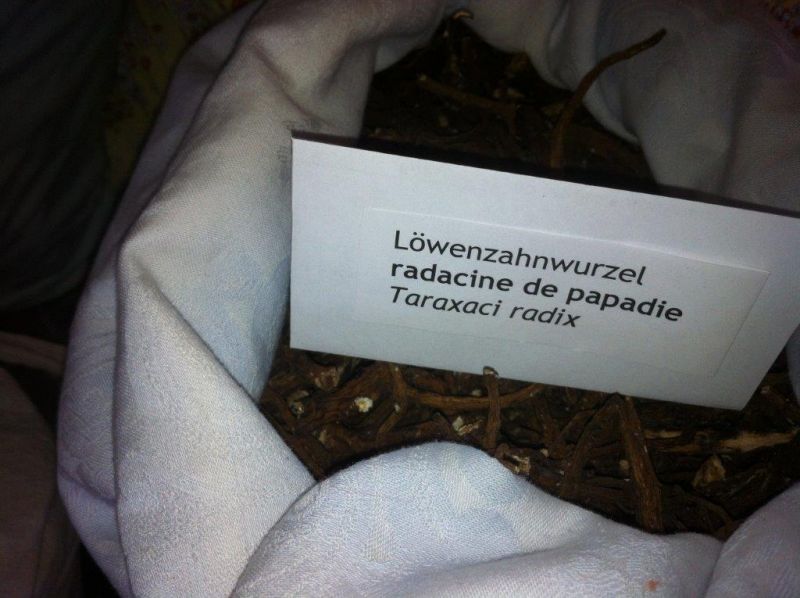 Löwenzahnwurzel
radacine de papadie
Taraxaci radix